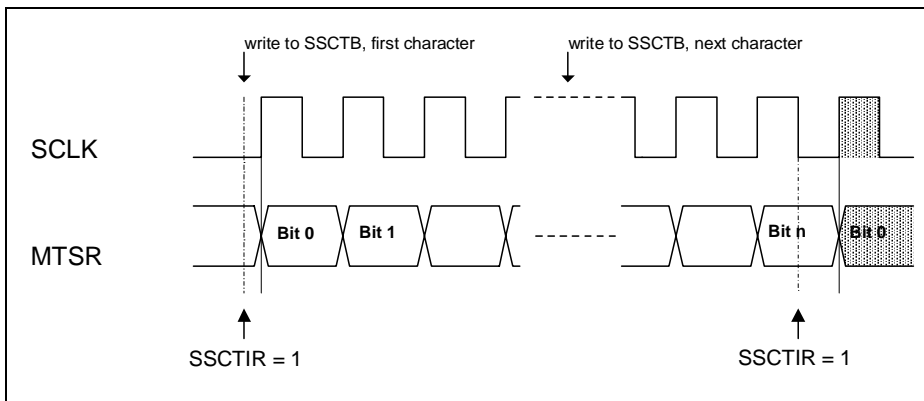 write to SSCTB, first character
write to SSCTB, next character
SCLK
MTSR
Bit 0
Bit 1
Bit n
Bit 0
SSCTIR = 1
SSCTIR = 1